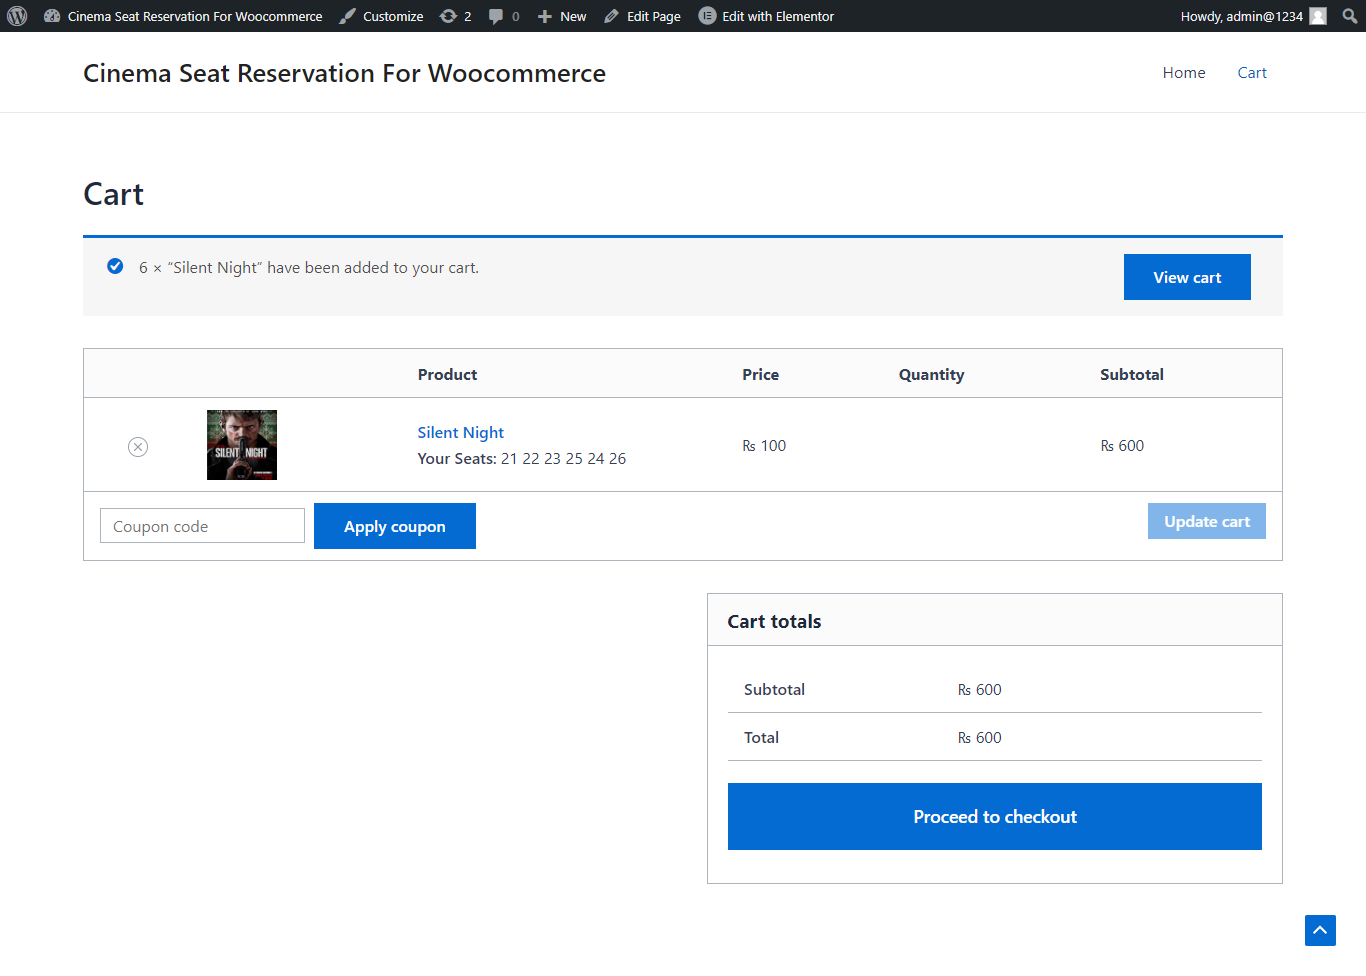 Cinema Seat Reservation For Woocommerce Customize 2 0 New Edit Page Edit with Elementor Howdy, admin@1234
Cinema Seat Reservation For Woocommerce
Home Cart
Cart
6 × “Silent Night” have been added to your cart.
View cart
Product Price Quantity Subtotal
SILENT NIGHT
Silent Night
Your Seats: 21 22 23 25 24 26
₨ 100
₨ 600
Coupon code
Apply coupon
Update cart
Cart totals
Subtotal ₨ 600
Total ₨ 600
Proceed to checkout